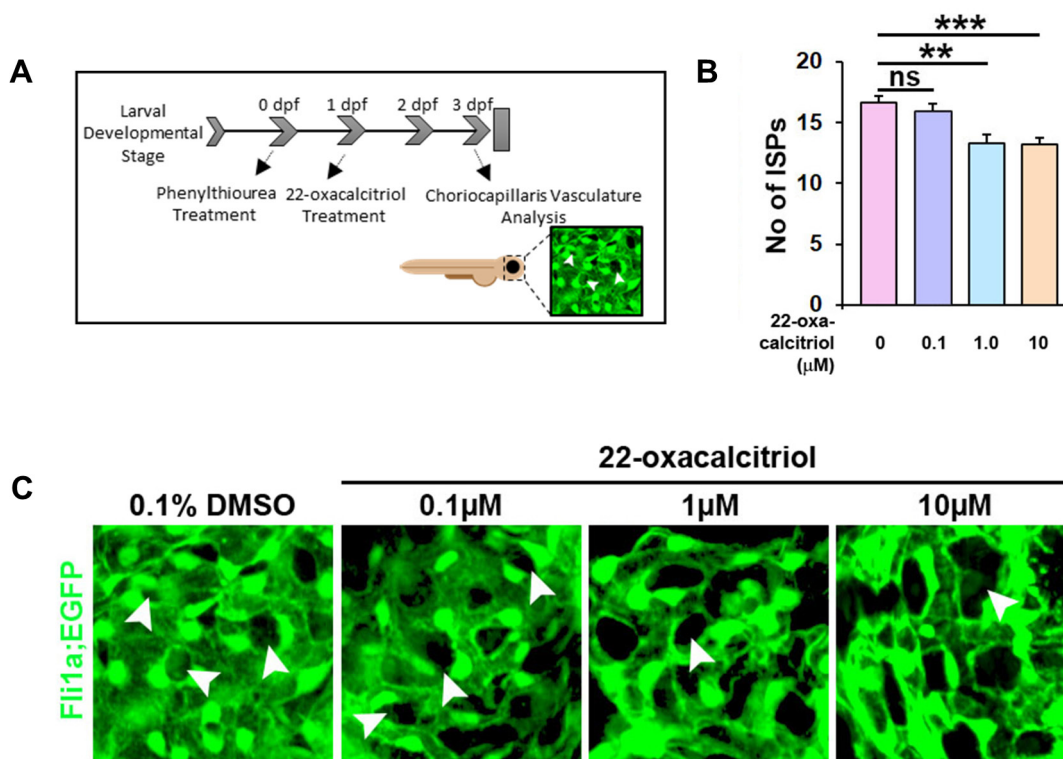 A
Larval
Developmental
Stage
0 dpf
1 dpf
2 dpf
3 dpf
Phenylthiourea
Treatment
22-oxacalcitriol
Treatment
Choriocapillaris Vasculature
Analysis
B
***
**
ns
No of ISPs
20
15
10
5
0
22-oxa-
calcitriol
(μM)
0
0.1
1.0
10
C
22-oxacalcitriol
0.1% DMSO
0.1μM
1μM
10μM
Fli1a;EGFP